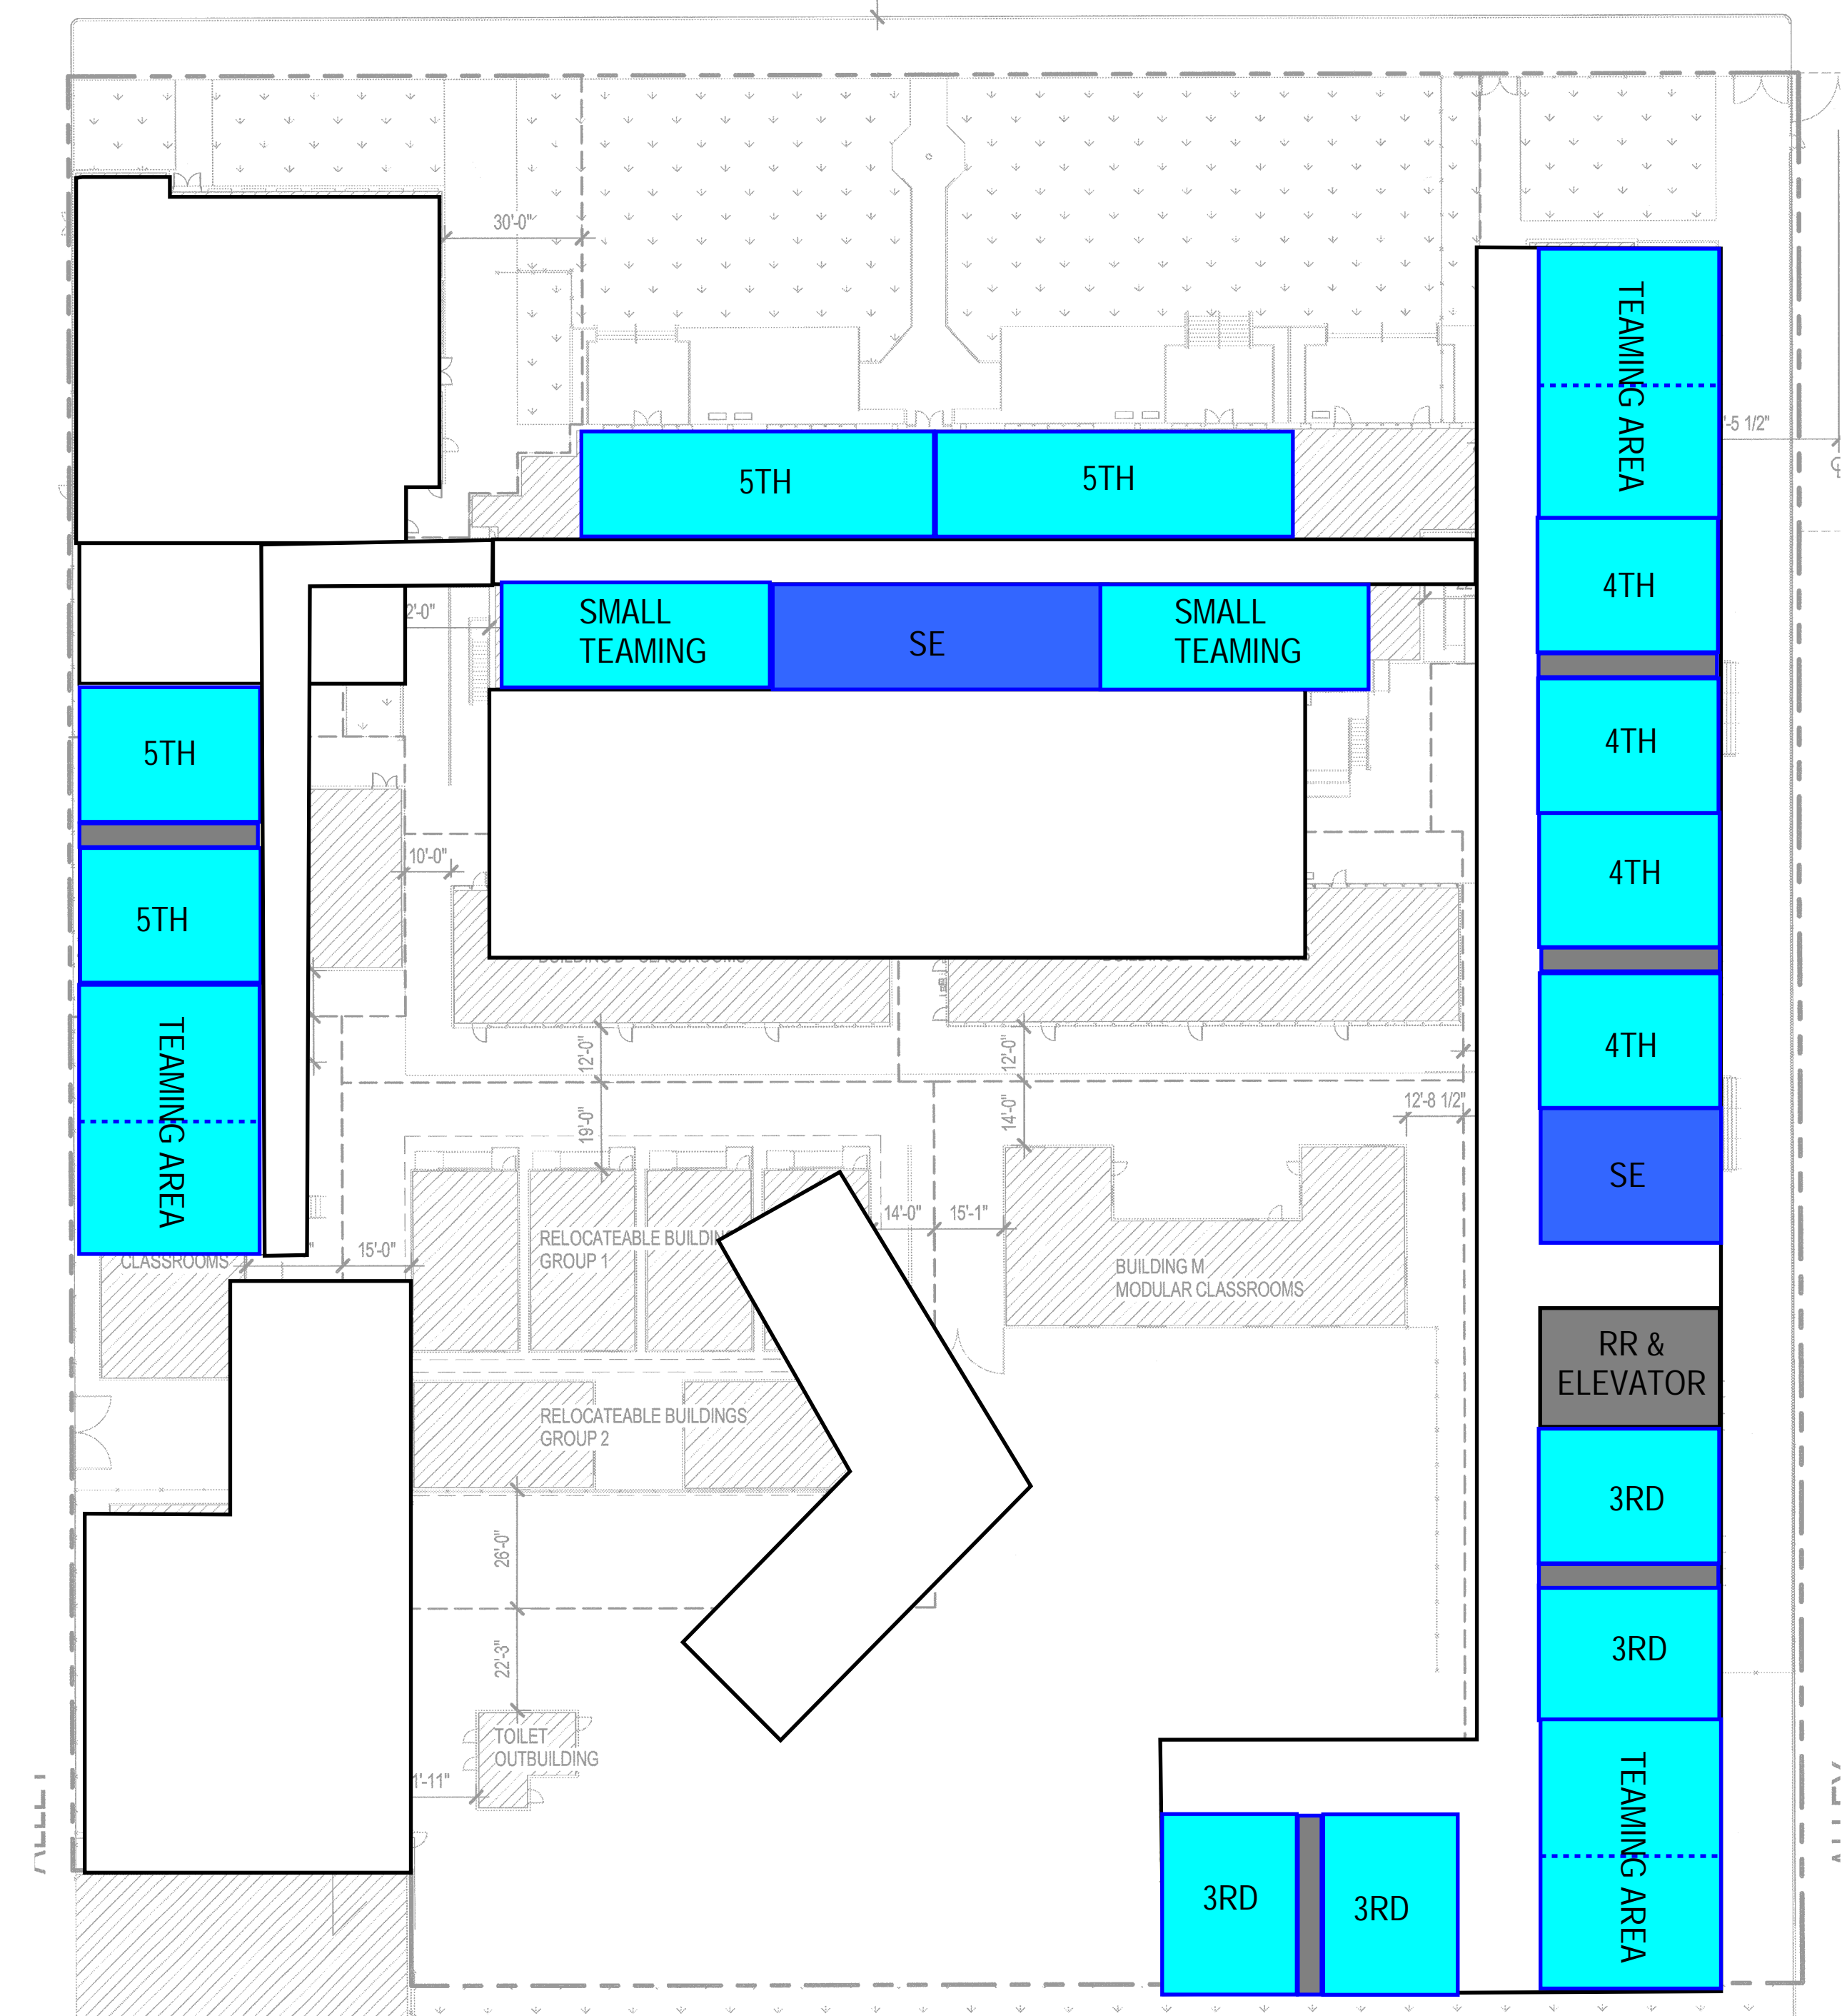 30'-0"
TEAMING AREA
'-5 1/2"
5TH
5TH
4TH
2'-0"
SMALL
TEAMING
SE
SMALL
TEAMING
5TH
4TH
10'-0"
4TH
5TH
12'-0"
12'-0"
4TH
TEAMING AREA
19'-0"
14'-0"
12'-8 1/2"
SE
14'-0"
15'-1"
RELOCATEABLE BUILDIN
GROUP 1
15'-0"
CLASSROOMS
BUILDING M
MODULAR CLASSROOMS
RR &
ELEVATOR
RELOCATEABLE BUILDINGS
GROUP 2
3RD
26'-0"
3RD
22'-3"
TOILET
OUTBUILDING
1'-11"
TEAMING AREA
3RD
3RD